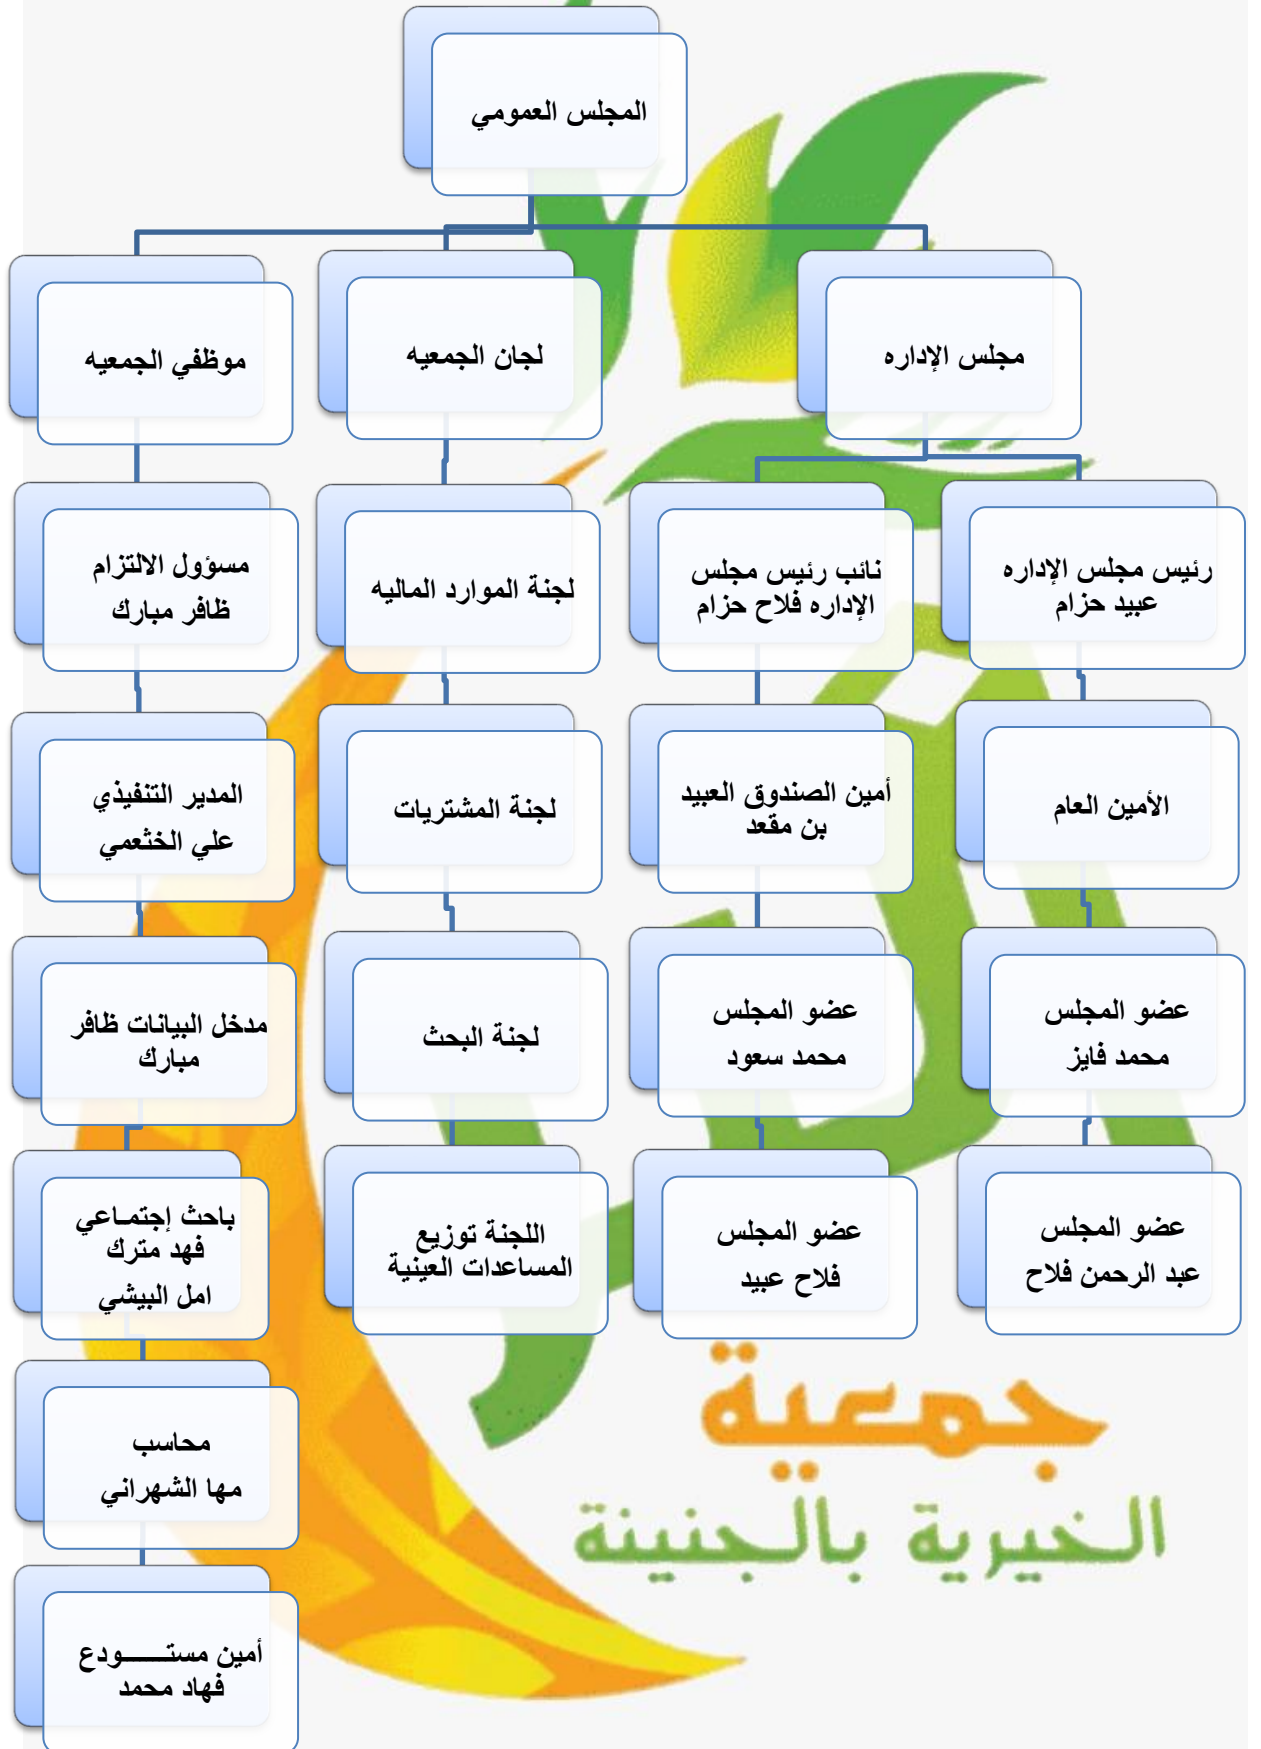 المجلس العمومي
مجلس الإداره
لجان الجمعيه
موظفي الجمعيه
رئيس مجلس الإداره
عبيد حزام
نائب رئيس مجلس
الإداره فلاح حزام
لجنة الموارد الماليه
مسؤول الالتزام
ظافر مبارك
الأمين العام
أمين الصندوق العبيد
بن مقعد
لجنة المشتريات
المدير التنفيذي
علي الخثعمي
عضو المجلس
محمد فايز
عضو المجلس
محمد سعود
لجنة البحث
مدخل البيانات ظافر
مبارك
عضو المجلس
عبد الرحمن فلاح
عضو المجلس
فلاح عبيد
اللجنة توزيع
المساعدات العينية
باحث إجتماعي
فهد مترك
امل البيشي
محاسب
مها الشهراني
أمين مستودع
فهاد محمد
البر
جمعية
الخيرية بالجنينة